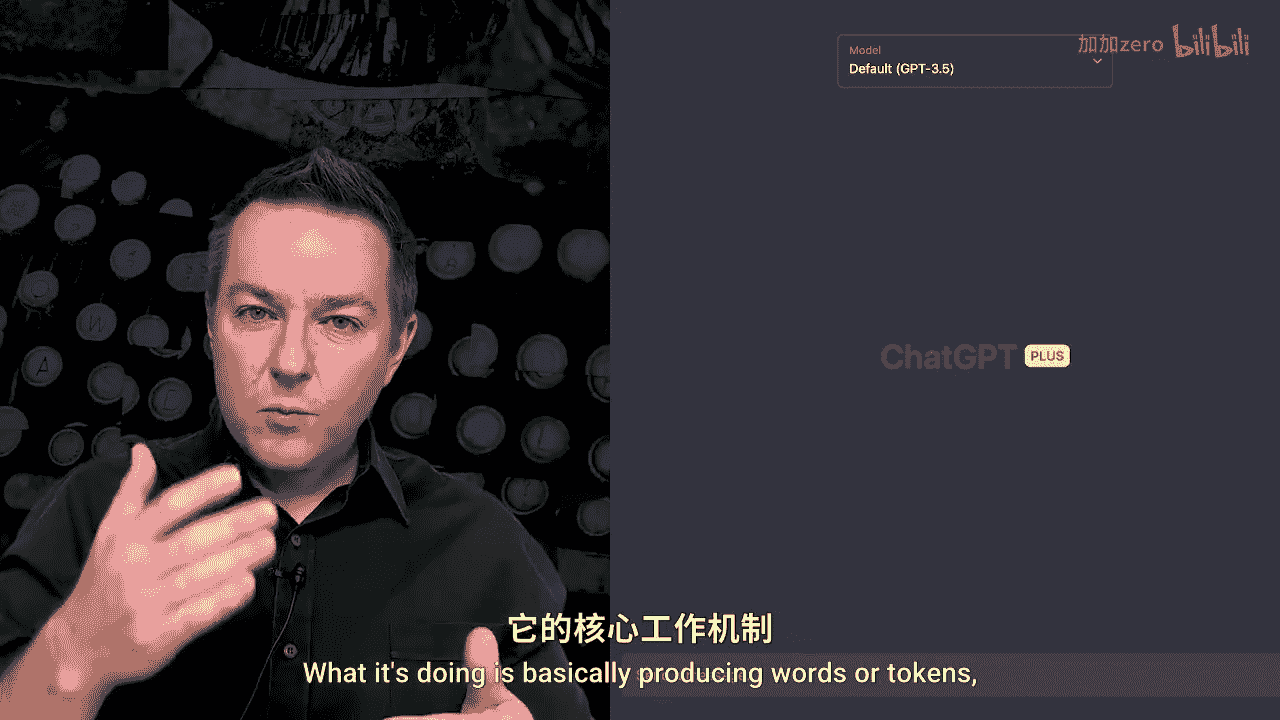 加加zero bilibili
Model
Default (GPT-3.5)
ChatGPT PLUS
它的核心工作机制
What it's doing is basically producing words or tokens,